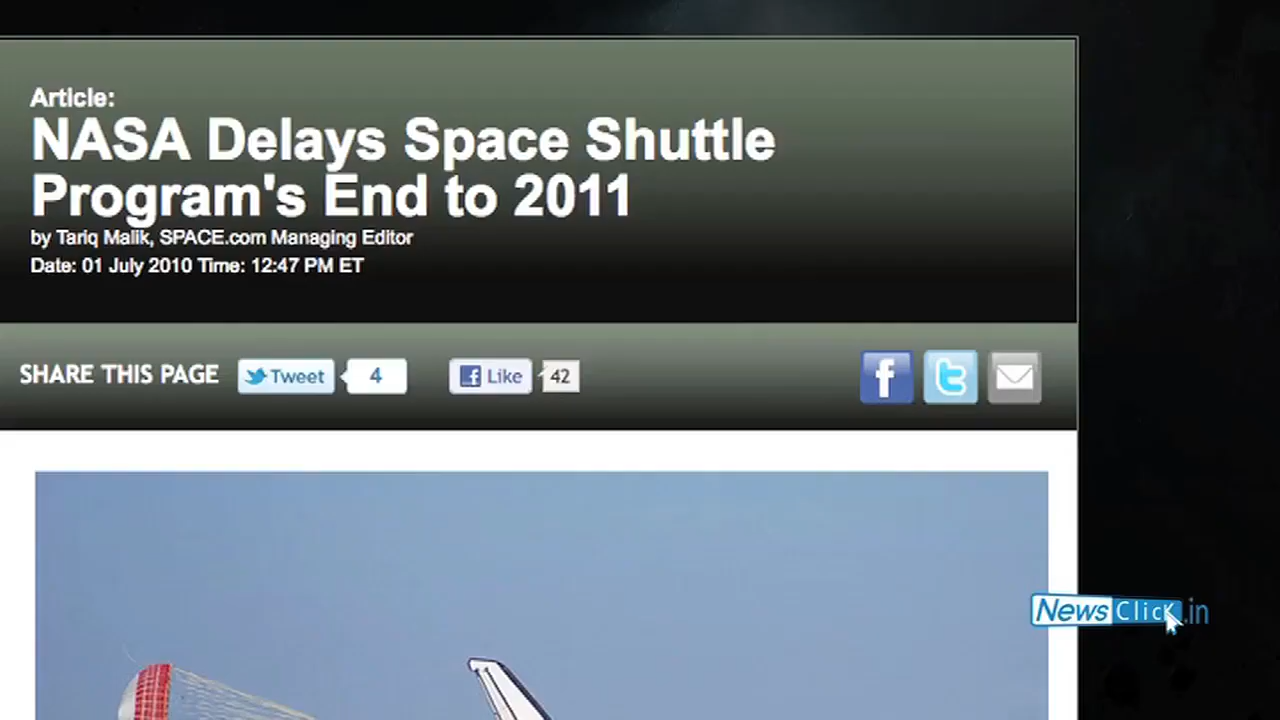 Article:
NASA Delays Space Shuttle
Program's End to 2011
by Tariq Malik, SPACE.com Managing Editor
Date: 01 July 2010 Time: 12:47 PM ET
SHARE THIS PAGE Tweet 4 Like 42
NewsClick.in